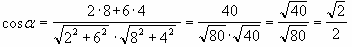 cos α = (2·8+6·4)/(√(2²+6²)·√(8²+4²)) = 40/(√80·√40) = √40/√80 = √2/2